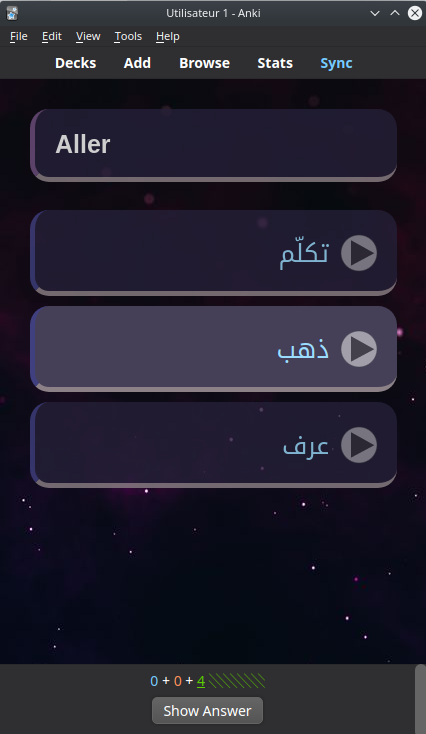 Utilisateur 1 - Anki
File Edit View Tools Help
Decks Add Browse Stats Sync
Aller
تكلّم
ذهب
عرف
0 + 0 + 4
Show Answer